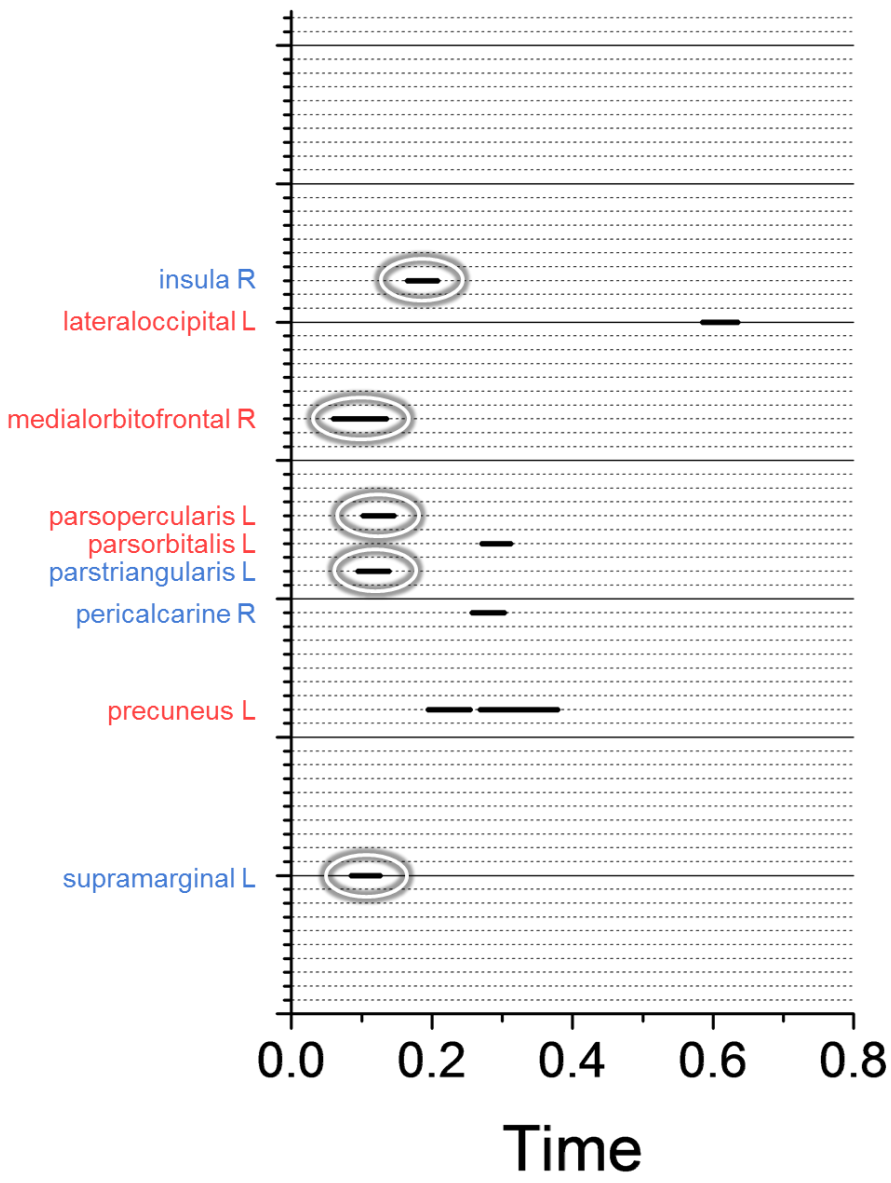 insula R
lateraloccipital L
medialorbitofrontal R
parsopercularis L
parsorbitalis L
parstriangularis L
pericalcarine R
precuneus L
supramarginal L
0.0 0.2 0.4 0.6 0.8
Time